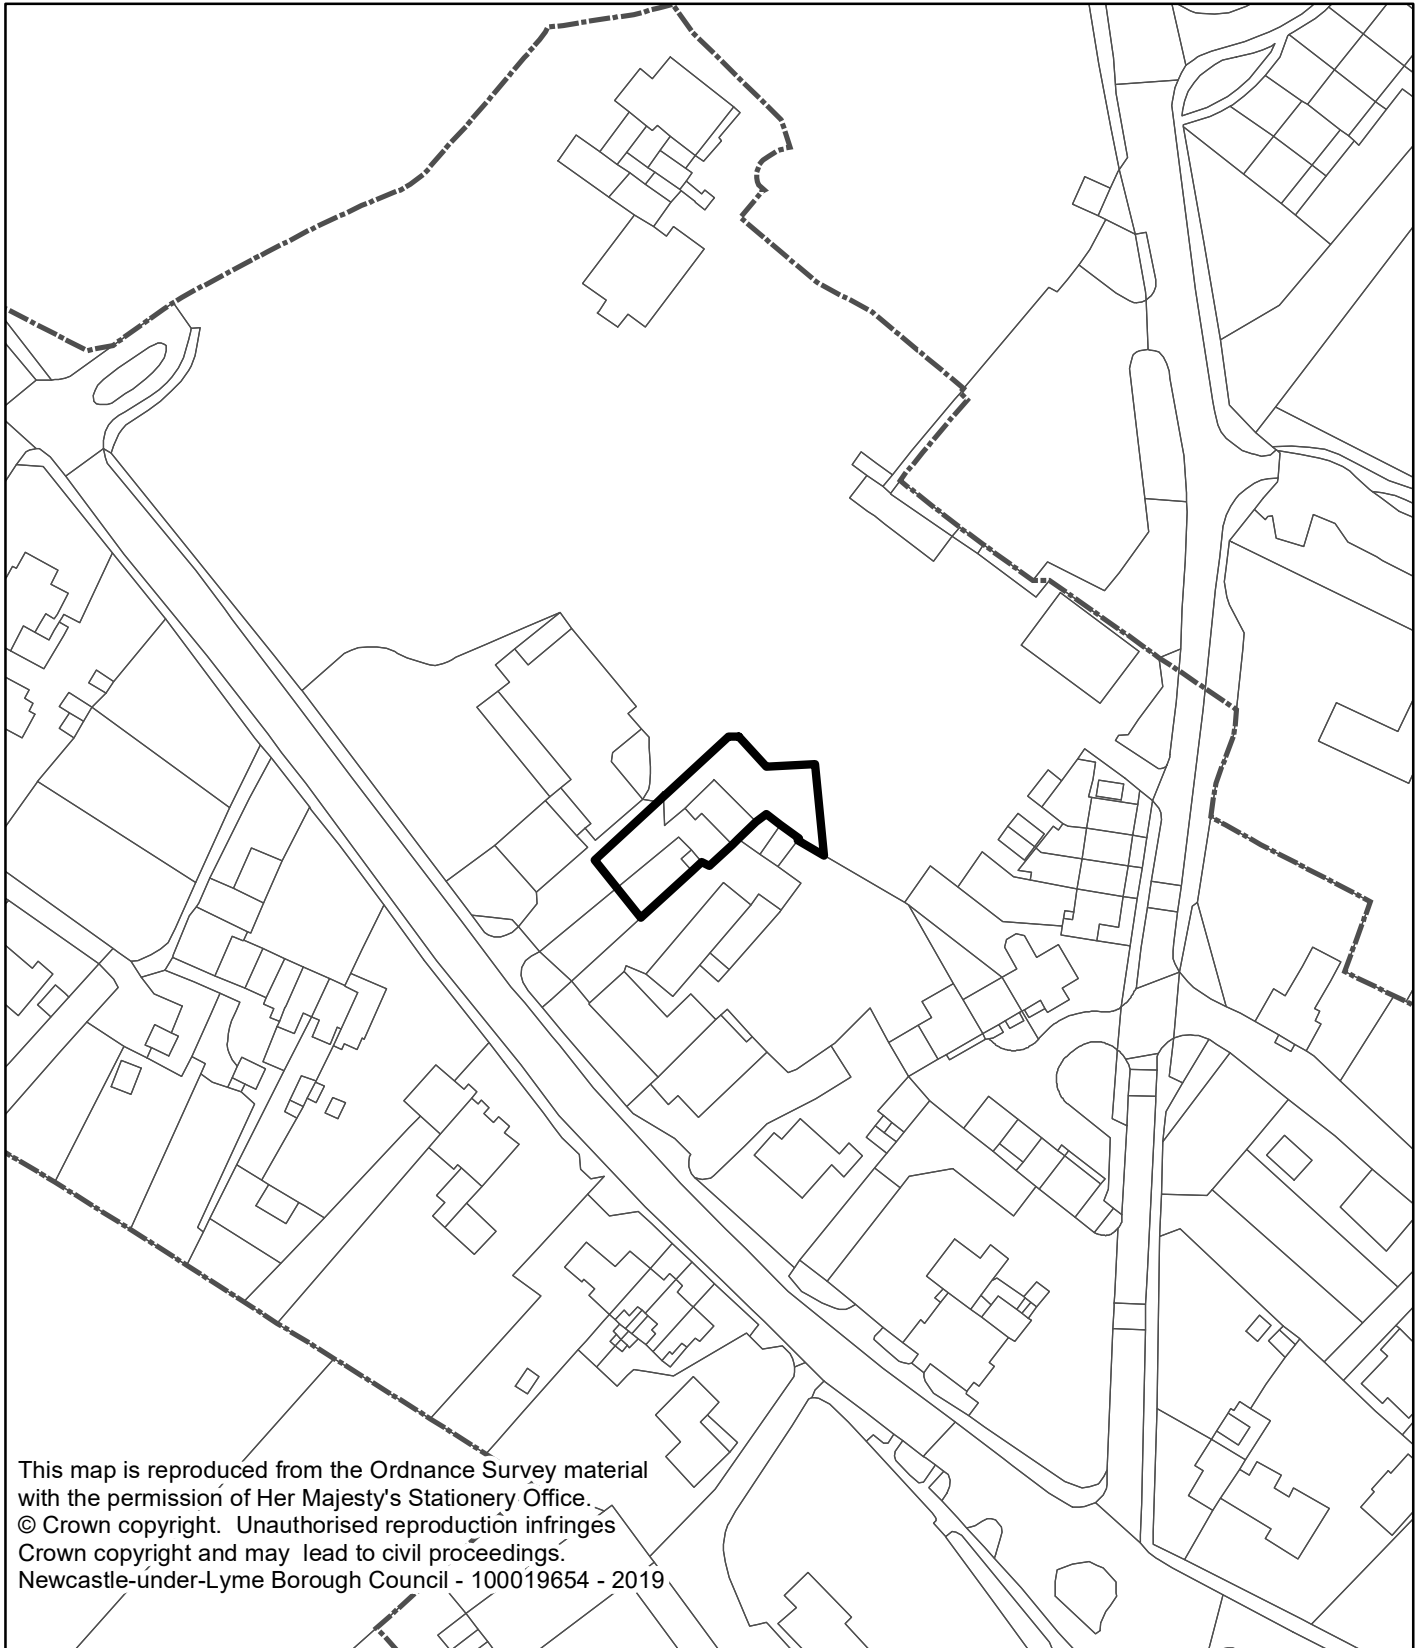 This map is reproduced from the Ordnance Survey material
with the permission of Her Majesty's Stationery Office.
© Crown copyright.  Unauthorised reproduction infringes
Crown copyright and may  lead to civil proceedings.
Newcastle-under-Lyme Borough Council - 100019654 - 2019